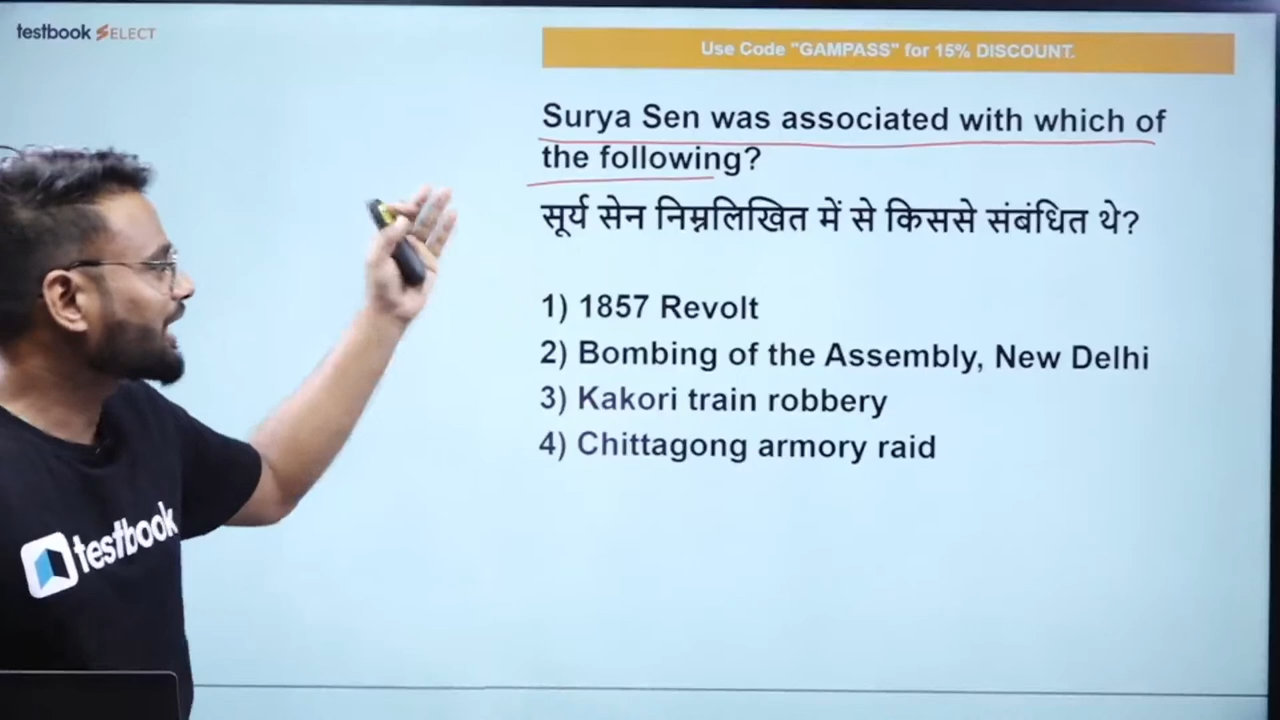 testbook SELECT
Use Code "GAMPASS" for 15% DISCOUNT.
Surya Sen was associated with which of
the following?
सूर्य सेन निम्नलिखित में से किससे संबंधित थे?
1) 1857 Revolt
2) Bombing of the Assembly, New Delhi
3) Kakori train robbery
4) Chittagong armory raid
testbook